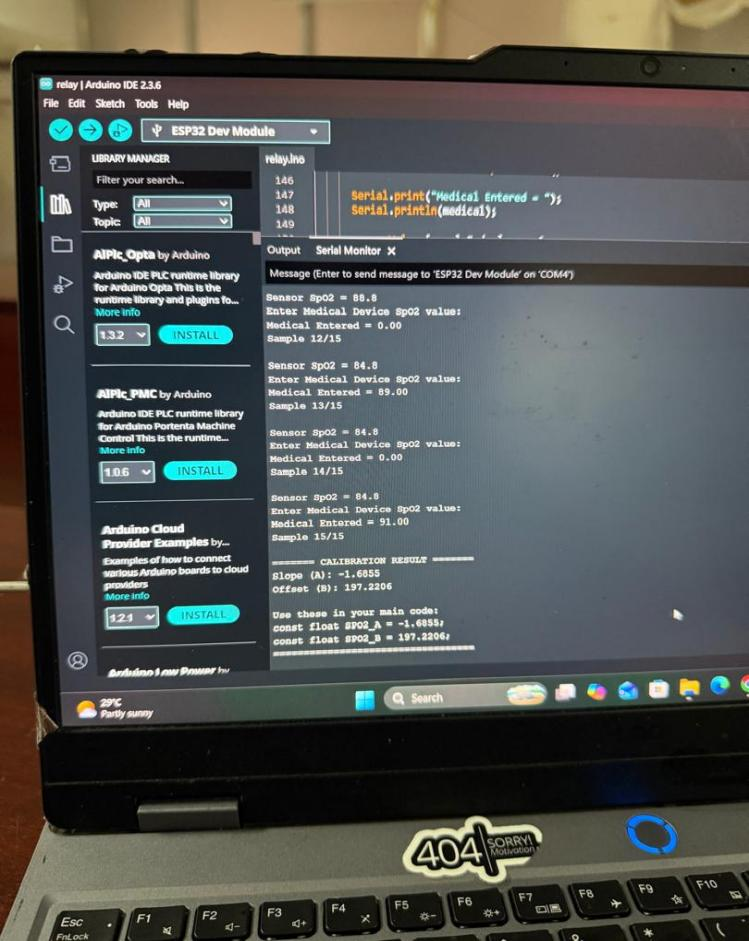 relay | Arduino IDE 2.3.6
File Edit Sketch Tools Help
ESP32 Dev Module
LIBRARY MANAGER
Filter your search...
Type: All
Topic: All
AlPlc_Opta by Arduino
Arduino IDE PLC runtime library
for Arduino Opta This is the
runtime library and plugins fo...
More info
1.3.2 INSTALL
AlPlc_PMC by Arduino
Arduino IDE PLC runtime library
for Arduino Portenta Machine
Control This is the runtime...
More info
1.0.6 INSTALL
Arduino Cloud
Provider Examples by...
Examples of how to connect
various Arduino boards to cloud
providers
More info
1.2.1 INSTALL
Arduino Low Power by
relay.ino
146
147 Serial.print("Medical Entered = ");
148 Serial.println(medical);
149
Output Serial Monitor ×
Message (Enter to send message to 'ESP32 Dev Module' on 'COM4')
Sensor SpO2 = 88.8
Enter Medical Device SpO2 value:
Medical Entered = 0.00
Sample 12/15
Sensor SpO2 = 84.8
Enter Medical Device SpO2 value:
Medical Entered = 89.00
Sample 13/15
Sensor SpO2 = 84.8
Enter Medical Device SpO2 value:
Medical Entered = 0.00
Sample 14/15
Sensor SpO2 = 84.8
Enter Medical Device SpO2 value:
Medical Entered = 91.00
Sample 15/15
======= CALIBRATION RESULT =======
Slope (A): -1.6855
Offset (B): 197.2206
Use these in your main code:
const float SPO2_A = -1.6855;
const float SPO2_B = 197.2206;
29°C
Partly sunny
Search
404 SORRY!
Motivation
Esc F1 F2 F3 F4 F5 F6 F7 F8 F9 F10
FnLock
* (